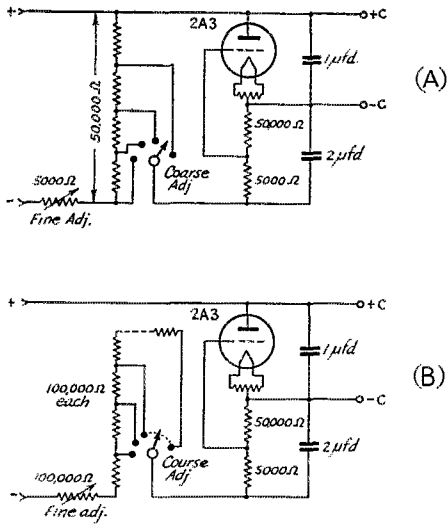 +
2A3
+C
1μfd.
(A)
50,000Ω
-C
50,000Ω
2μfd
5000Ω
Coarse
Adj
5000Ω
-
Fine Adj.
+
2A3
+C
1μfd
(B)
100,000Ω
each
-C
50,000Ω
2μfd
Course
Adj
5000Ω
100,000Ω
-
Fine adj.